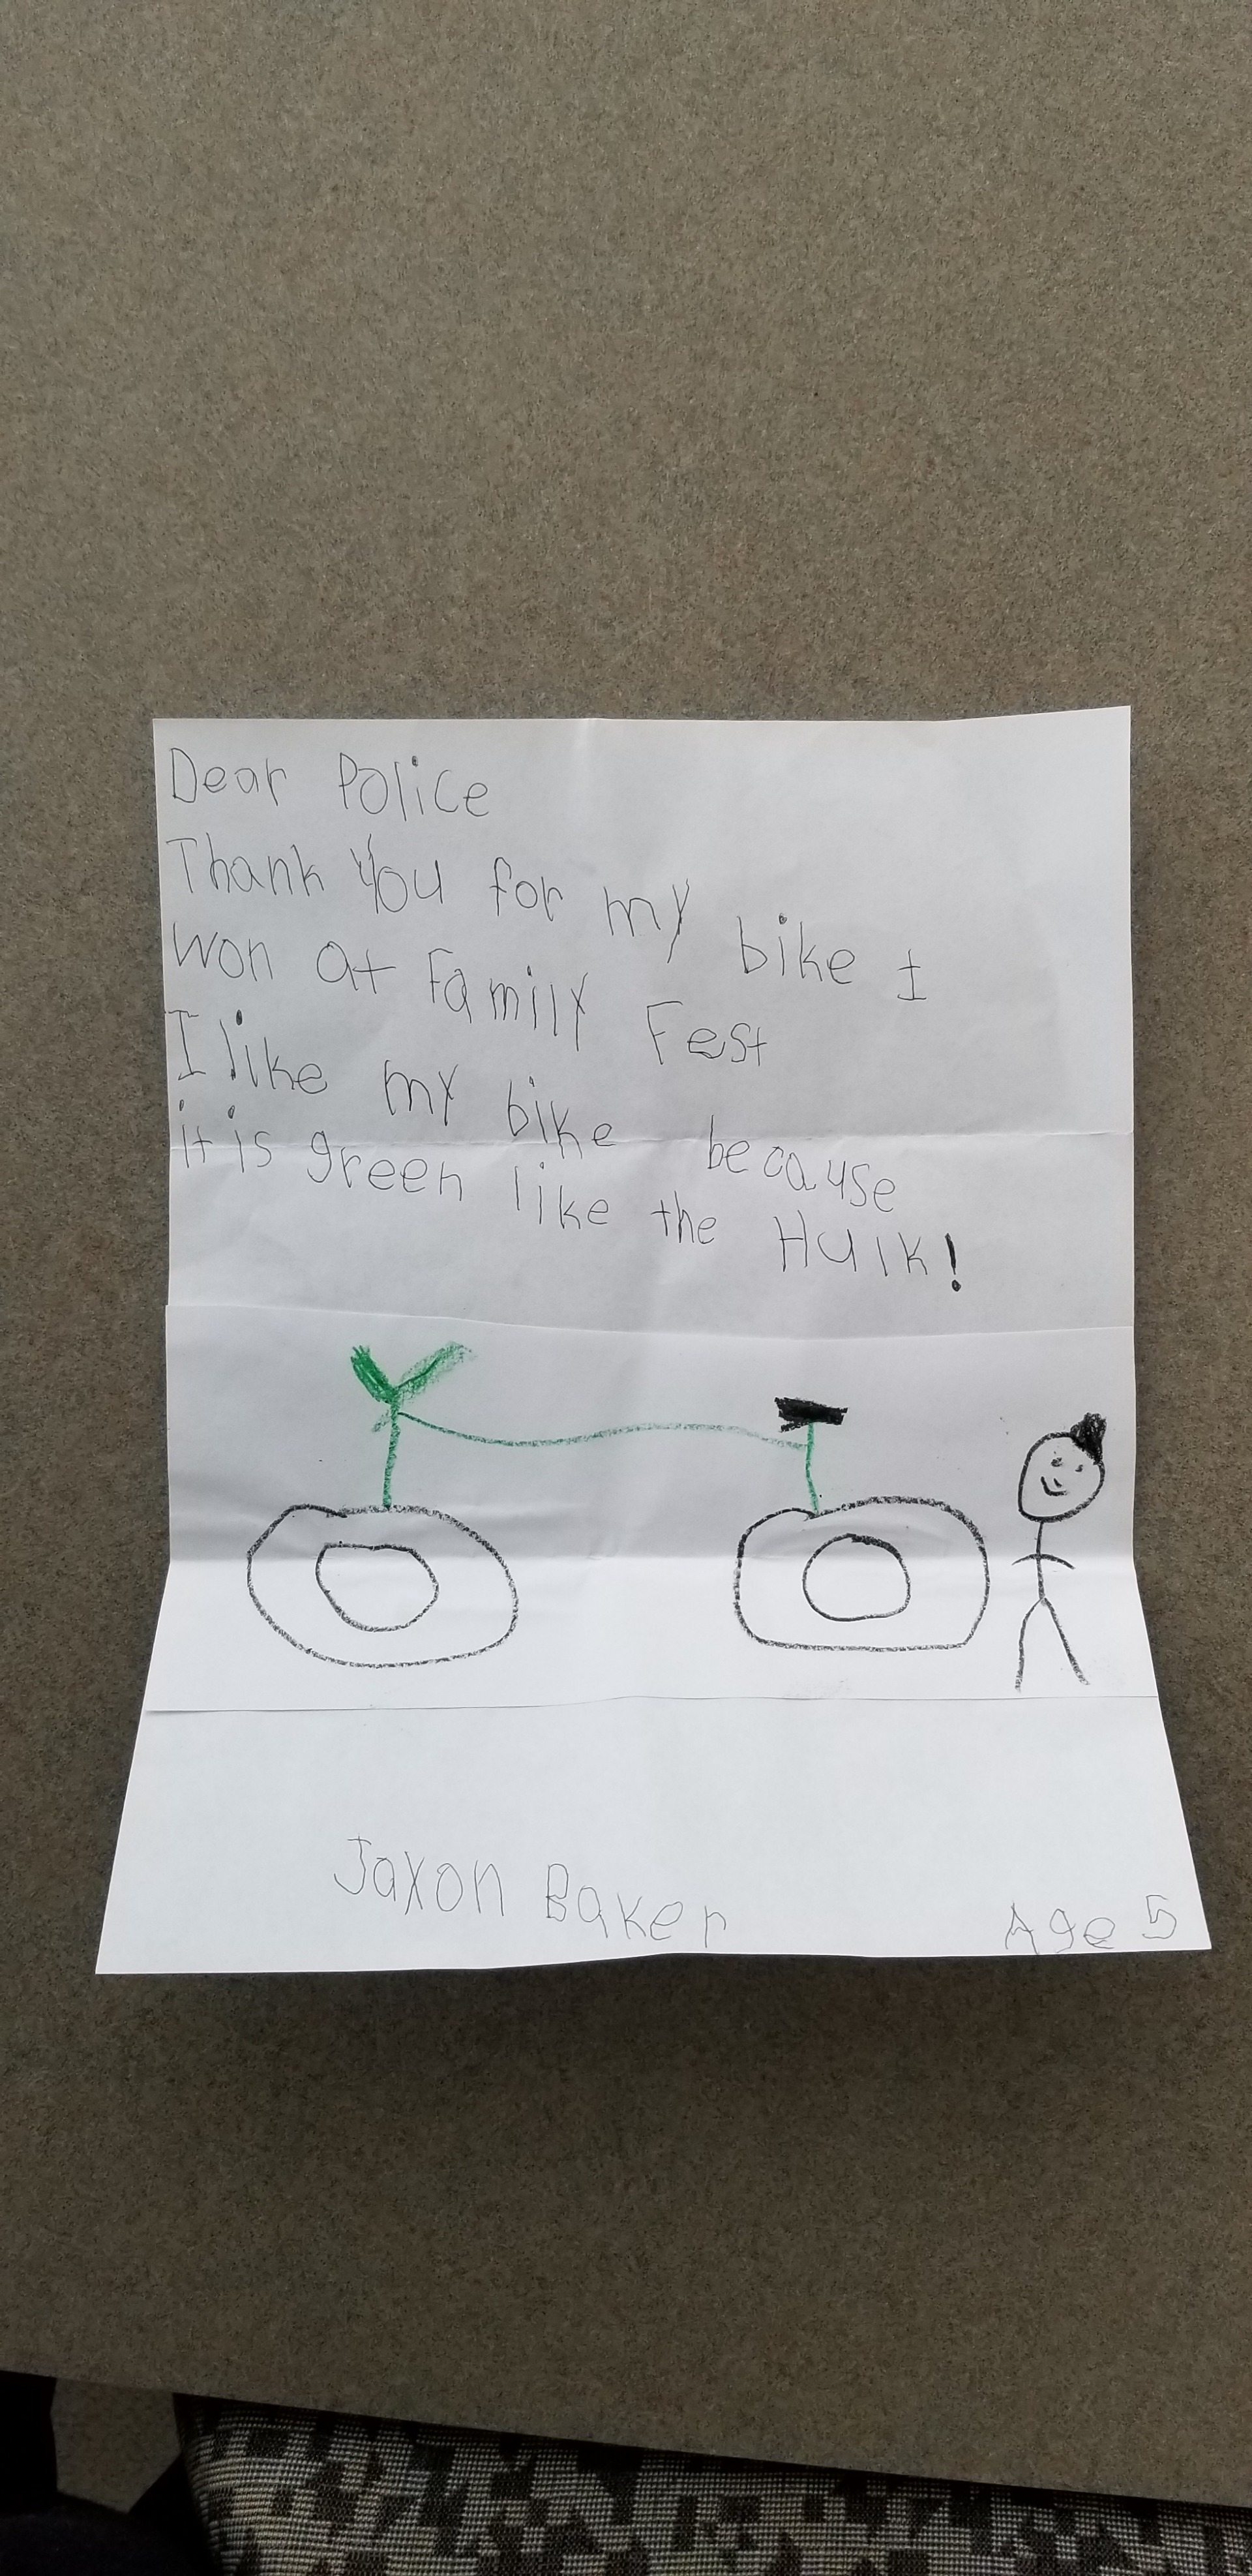 Dear Police
Thank you for my bike I
won at Family Fest
I like my bike because
it is green like the Hulk!
Jaxon Baker
Age 5